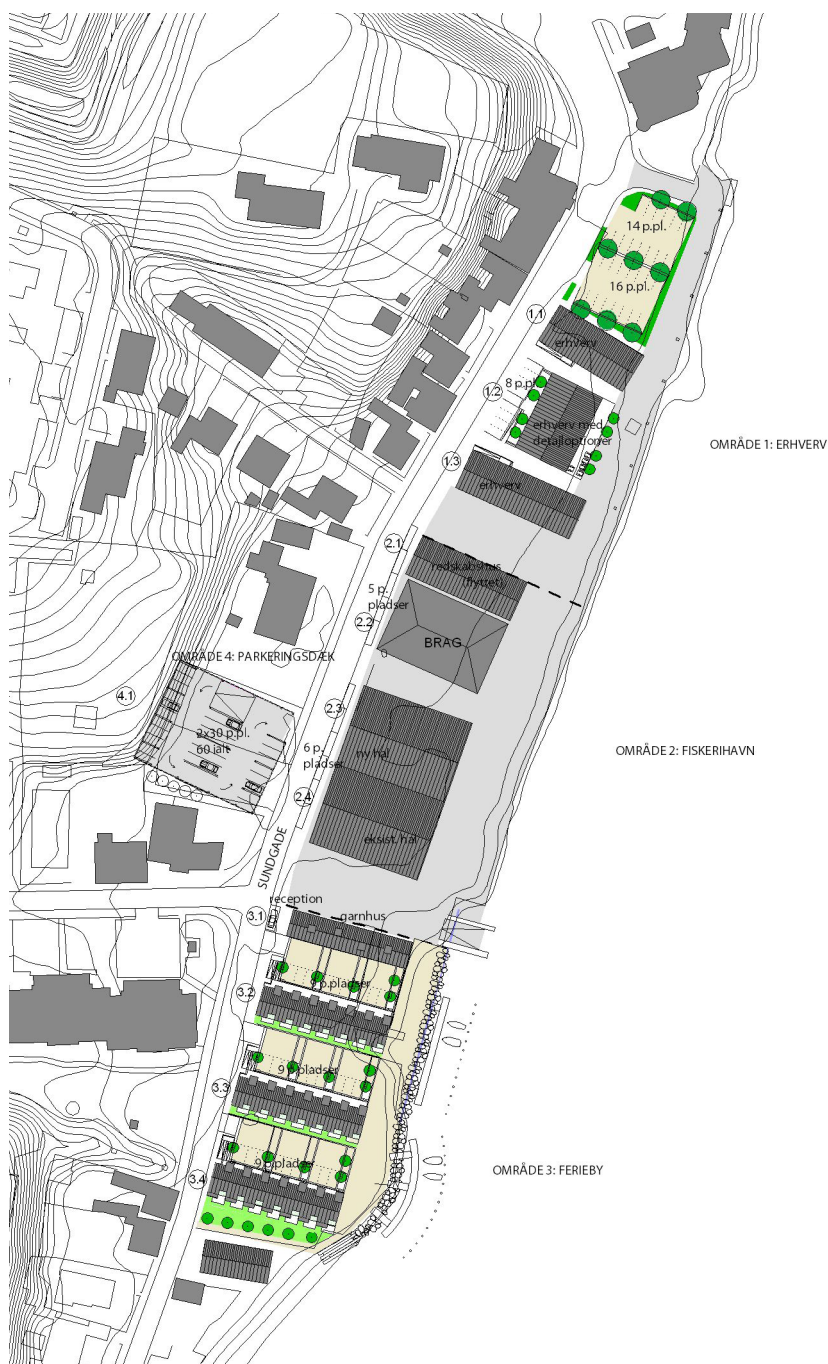 14 p.pl.
16 p.pl.
1.1
erhverv
1.2
8 p.pl.
erhverv med
detajloptioner
OMRÅDE 1: ERHVERV
1.3
erhverv
2.1
redskabshus
(flyttet)
5 p.
pladser
2.2
BRAG
0
OMRÅDE 4: PARKERINGSDÆK
4.1
2x30 p.pl.
60 ialt
2.3
ny hal
6 p.
pladser
OMRÅDE 2: FISKERIHAVN
2.4
eksist. hal
SUNDGADE
reception
3.1
garnhus
9 p.pladser
3.2
9 p.pladser
3.3
9 p.pladser
3.4
OMRÅDE 3: FERIEBY